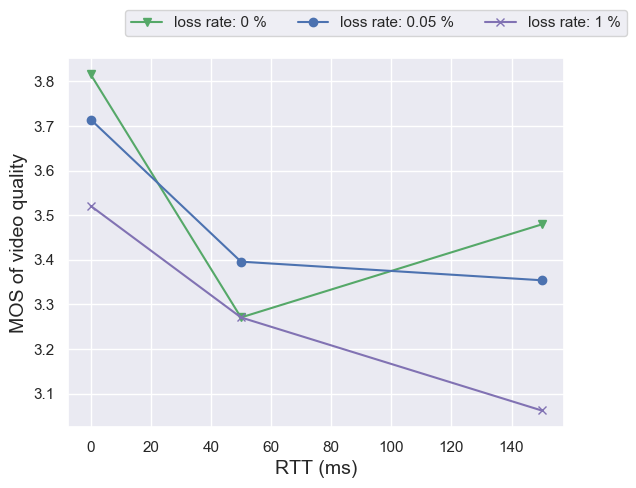 loss rate: 0 % loss rate: 0.05 % loss rate: 1 %
MOS of video quality
3.8
3.7
3.6
3.5
3.4
3.3
3.2
3.1
0 20 40 60 80 100 120 140
RTT (ms)